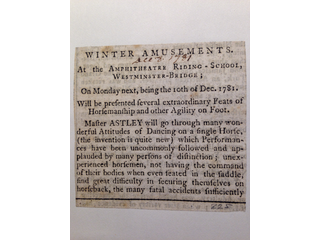 WINTER AMUSEMENTS.
At the AMPHITHEATRE RIDING-SCHOOL,
WESTMINSTER-BRIDGE;
On Monday next, being the 10th of Dec. 1781.
Will be presented several extraordinary Feats of
Horsemanship and other Agility on Foot.
Master ASTLEY will go through many won-
derful Attitudes of Dancing on a single Horse,
(the invention is quite new) which Performan-
ces have been uncommonly followed and ap-
plauded by many persons of distinction; unex-
perienced horsemen, not having the command
of their bodies when even seated in the saddle,
find great difficulty in securing themselves on
horseback, the many fatal accidents sufficiently